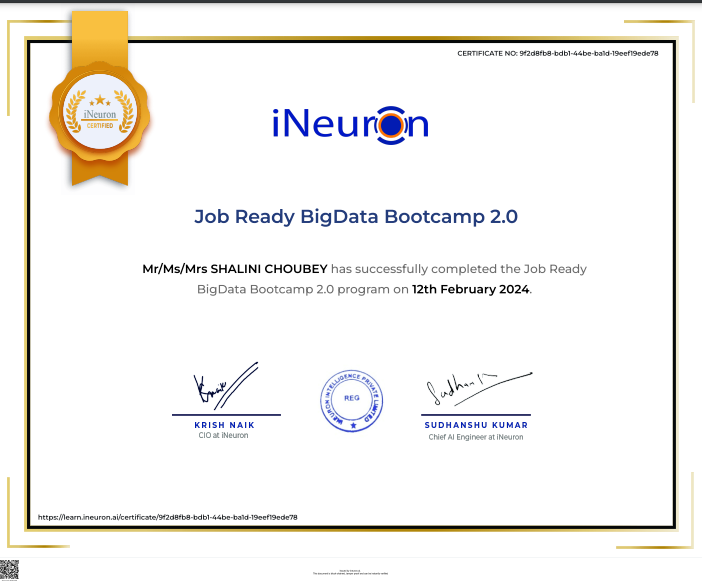 CERTIFICATE NO: 9f2d8fb8-bdb1-44be-ba1d-19eef19ede78
iNeuron
CERTIFIED
iNeuron
Job Ready BigData Bootcamp 2.0
Mr/Ms/Mrs SHALINI CHOUBEY has successfully completed the Job Ready
BigData Bootcamp 2.0 program on 12th February 2024.
INEURON INTELLIGENCE PRIVATE LIMITED
REG
KRISH NAIK
CIO at iNeuron
SUDHANSHU KUMAR
Chief AI Engineer at iNeuron
https://learn.ineuron.ai/certificate/9f2d8fb8-bdb1-44be-ba1d-19eef19ede78